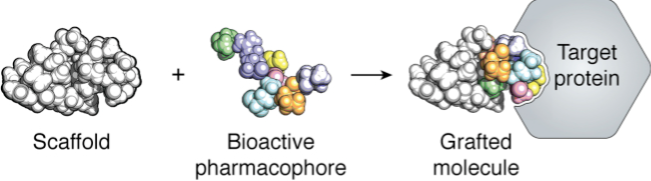 Scaffold
+
Bioactive
pharmacophore
Grafted
molecule
Target
protein